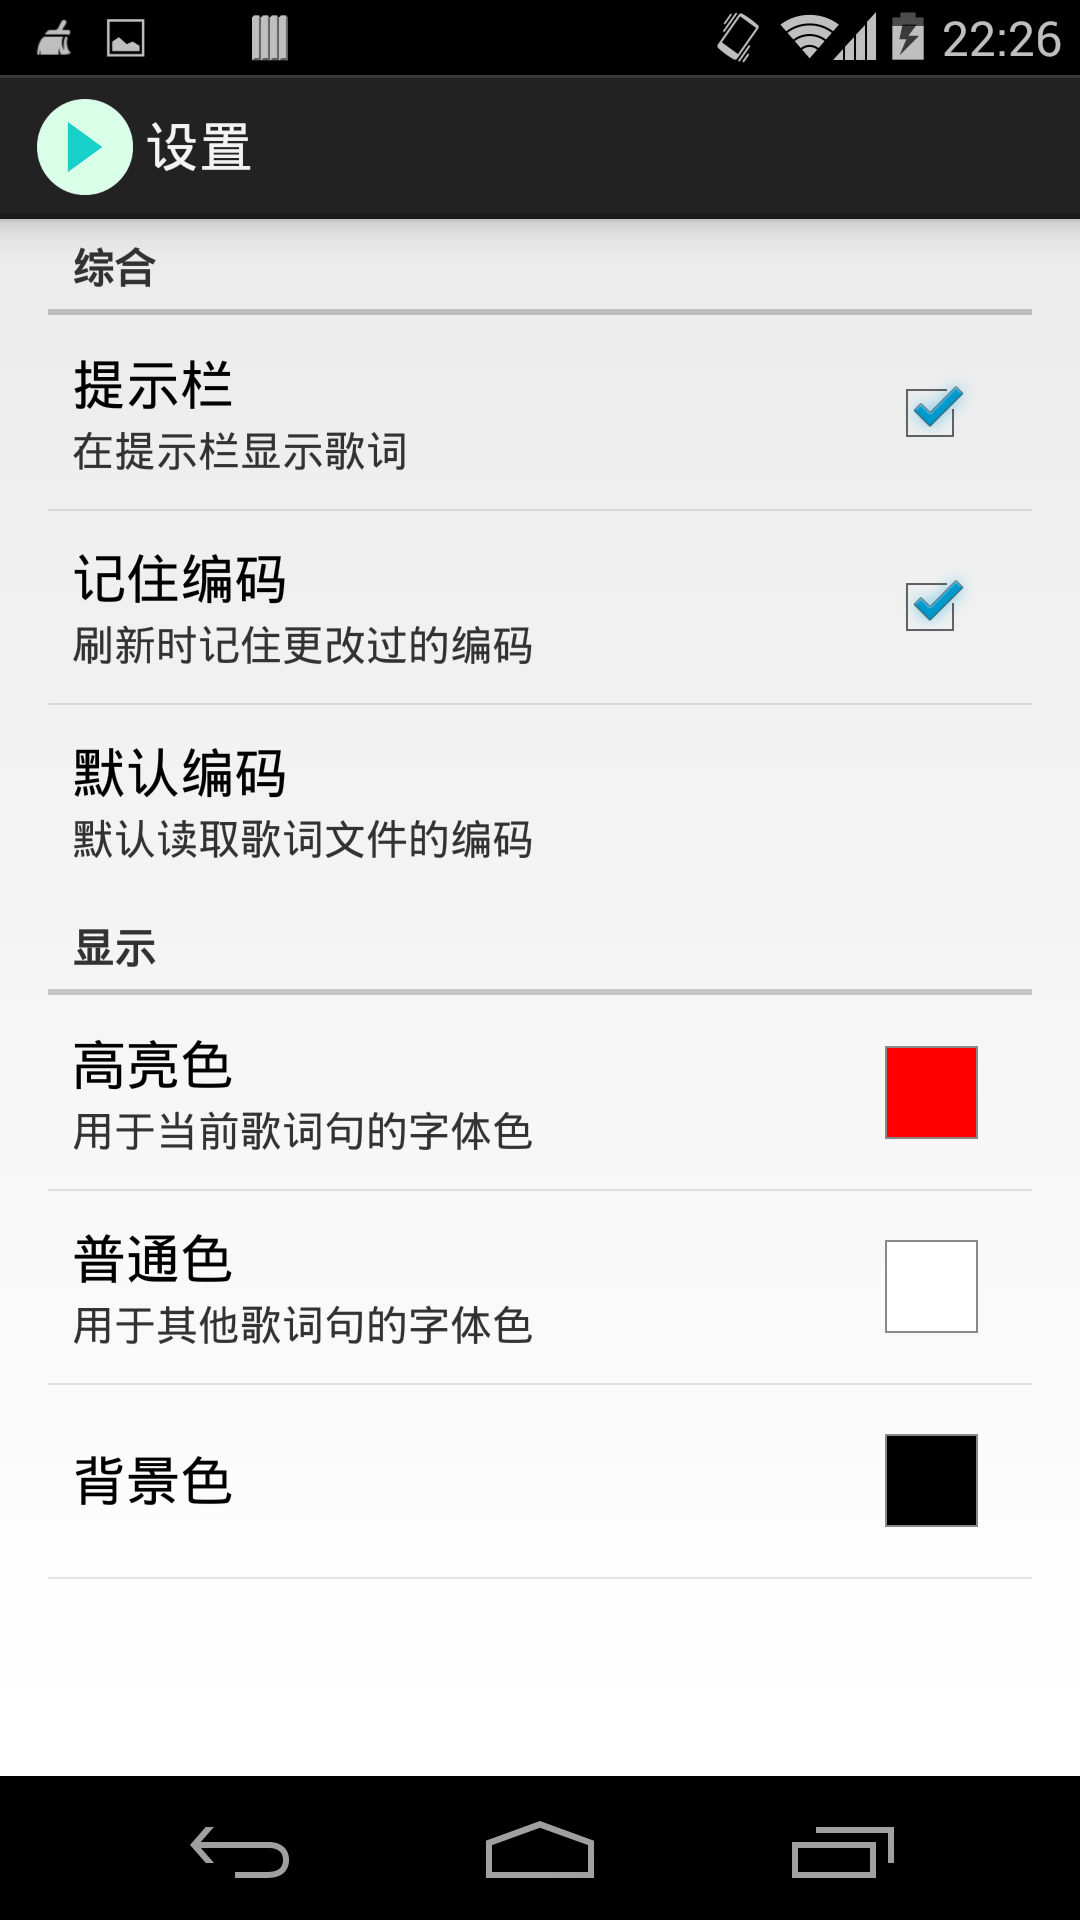 22:26
设置
综合
提示栏
在提示栏显示歌词
记住编码
刷新时记住更改过的编码
默认编码
默认读取歌词文件的编码
显示
高亮色
用于当前歌词句的字体色
普通色
用于其他歌词句的字体色
背景色